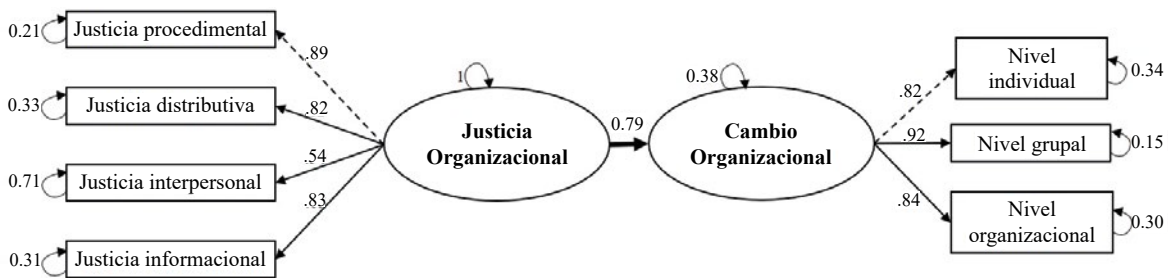 0.21
Justicia procedimental
.89
0.33
Justicia distributiva
.82
0.71
Justicia interpersonal
.54
0.31
Justicia informacional
.83
1
Justicia
Organizacional
0.79
0.38
Cambio
Organizacional
.82
Nivel
individual
0.34
.92
Nivel grupal
0.15
.84
Nivel
organizacional
0.30